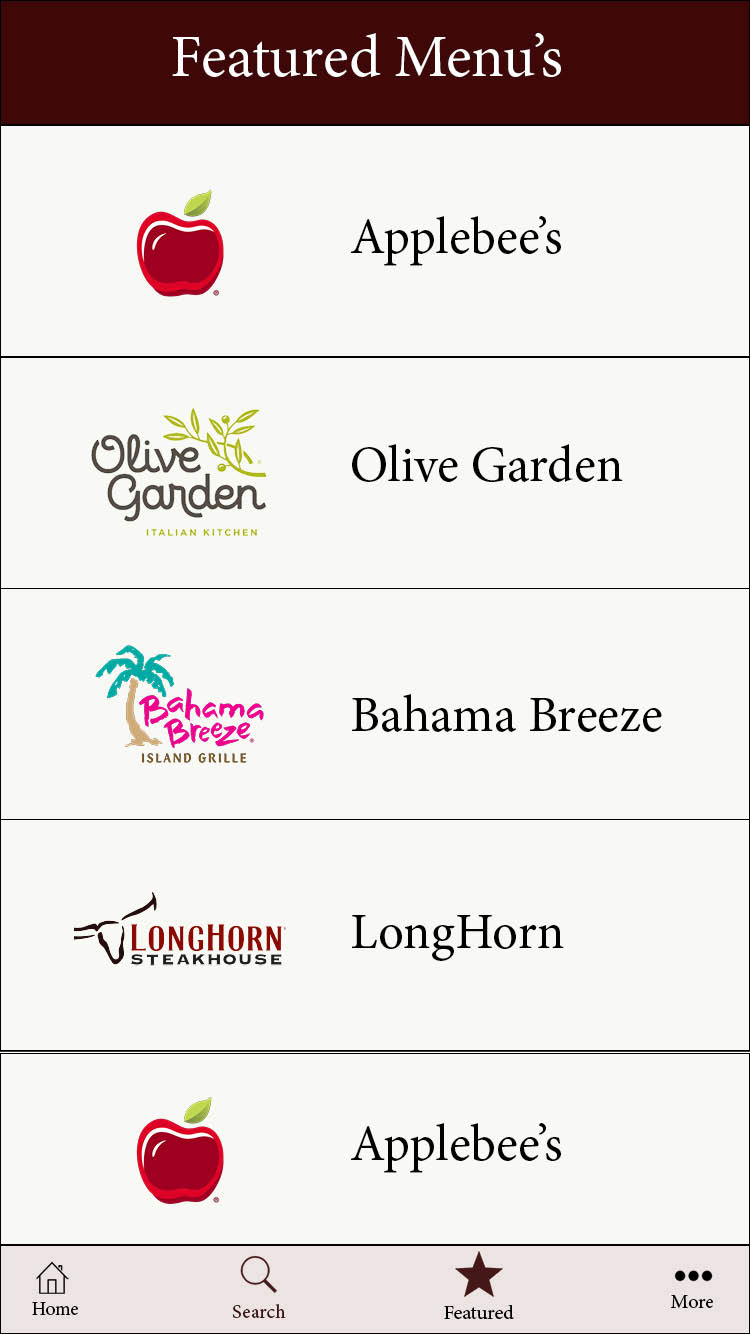 Featured Menu’s
Applebee’s
Olive
Garden
ITALIAN KITCHEN
Olive Garden
Bahama
Breeze
ISLAND GRILLE
Bahama Breeze
LONGHORN
STEAKHOUSE
LongHorn
Applebee’s
Home
Search
Featured
More